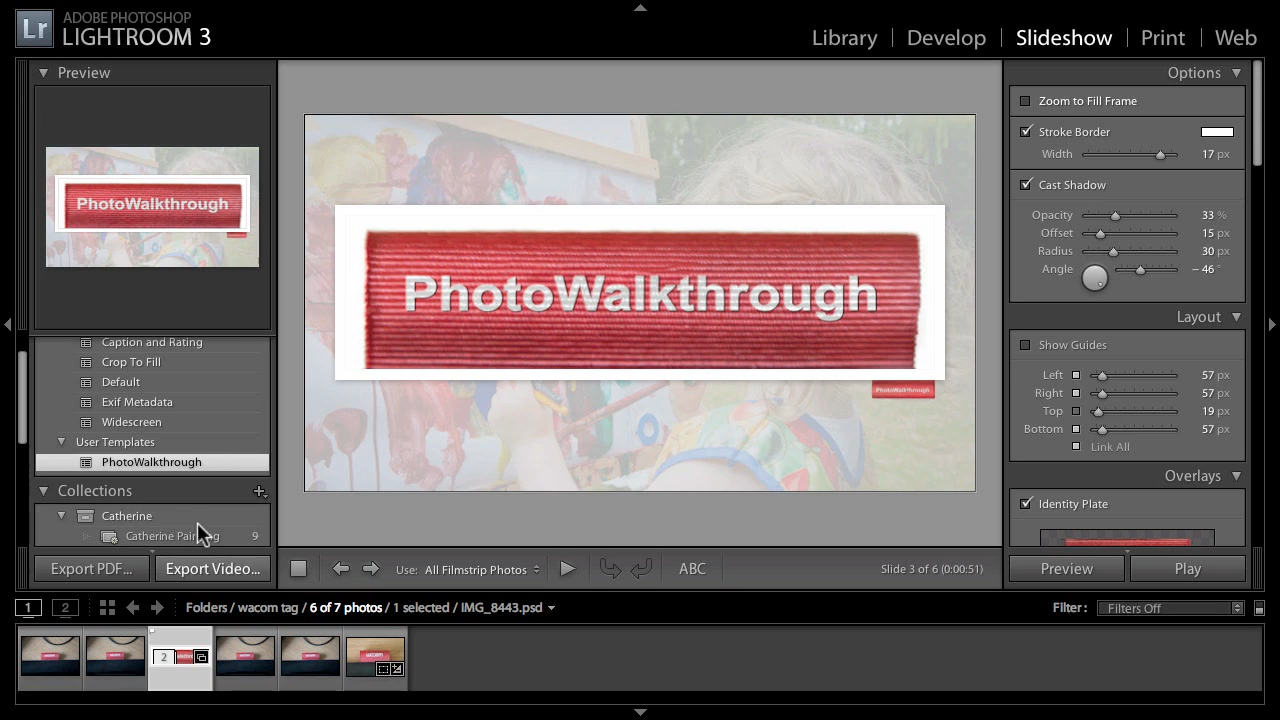 Lr
ADOBE PHOTOSHOP
LIGHTROOM 3
Library | Develop | Slideshow | Print | Web
Preview
PhotoWalkthrough
Caption and Rating
Crop To Fill
Default
Exif Metadata
Widescreen
User Templates
PhotoWalkthrough
Collections
Catherine
Catherine Painting 9
Export PDF...
Export Video...
PhotoWalkthrough
PhotoWalkthrough
Use: All Filmstrip Photos
ABC
Slide 3 of 6 (0:00:51)
Options
Zoom to Fill Frame
Stroke Border
Width 17 px
Cast Shadow
Opacity 33 %
Offset 15 px
Radius 30 px
Angle – 46 °
Layout
Show Guides
Left 57 px
Right 57 px
Top 19 px
Bottom 57 px
Link All
Overlays
Identity Plate
Preview
Play
1 2
Folders / wacom tag / 6 of 7 photos / 1 selected / IMG_8443.psd
Filter : Filters Off
2